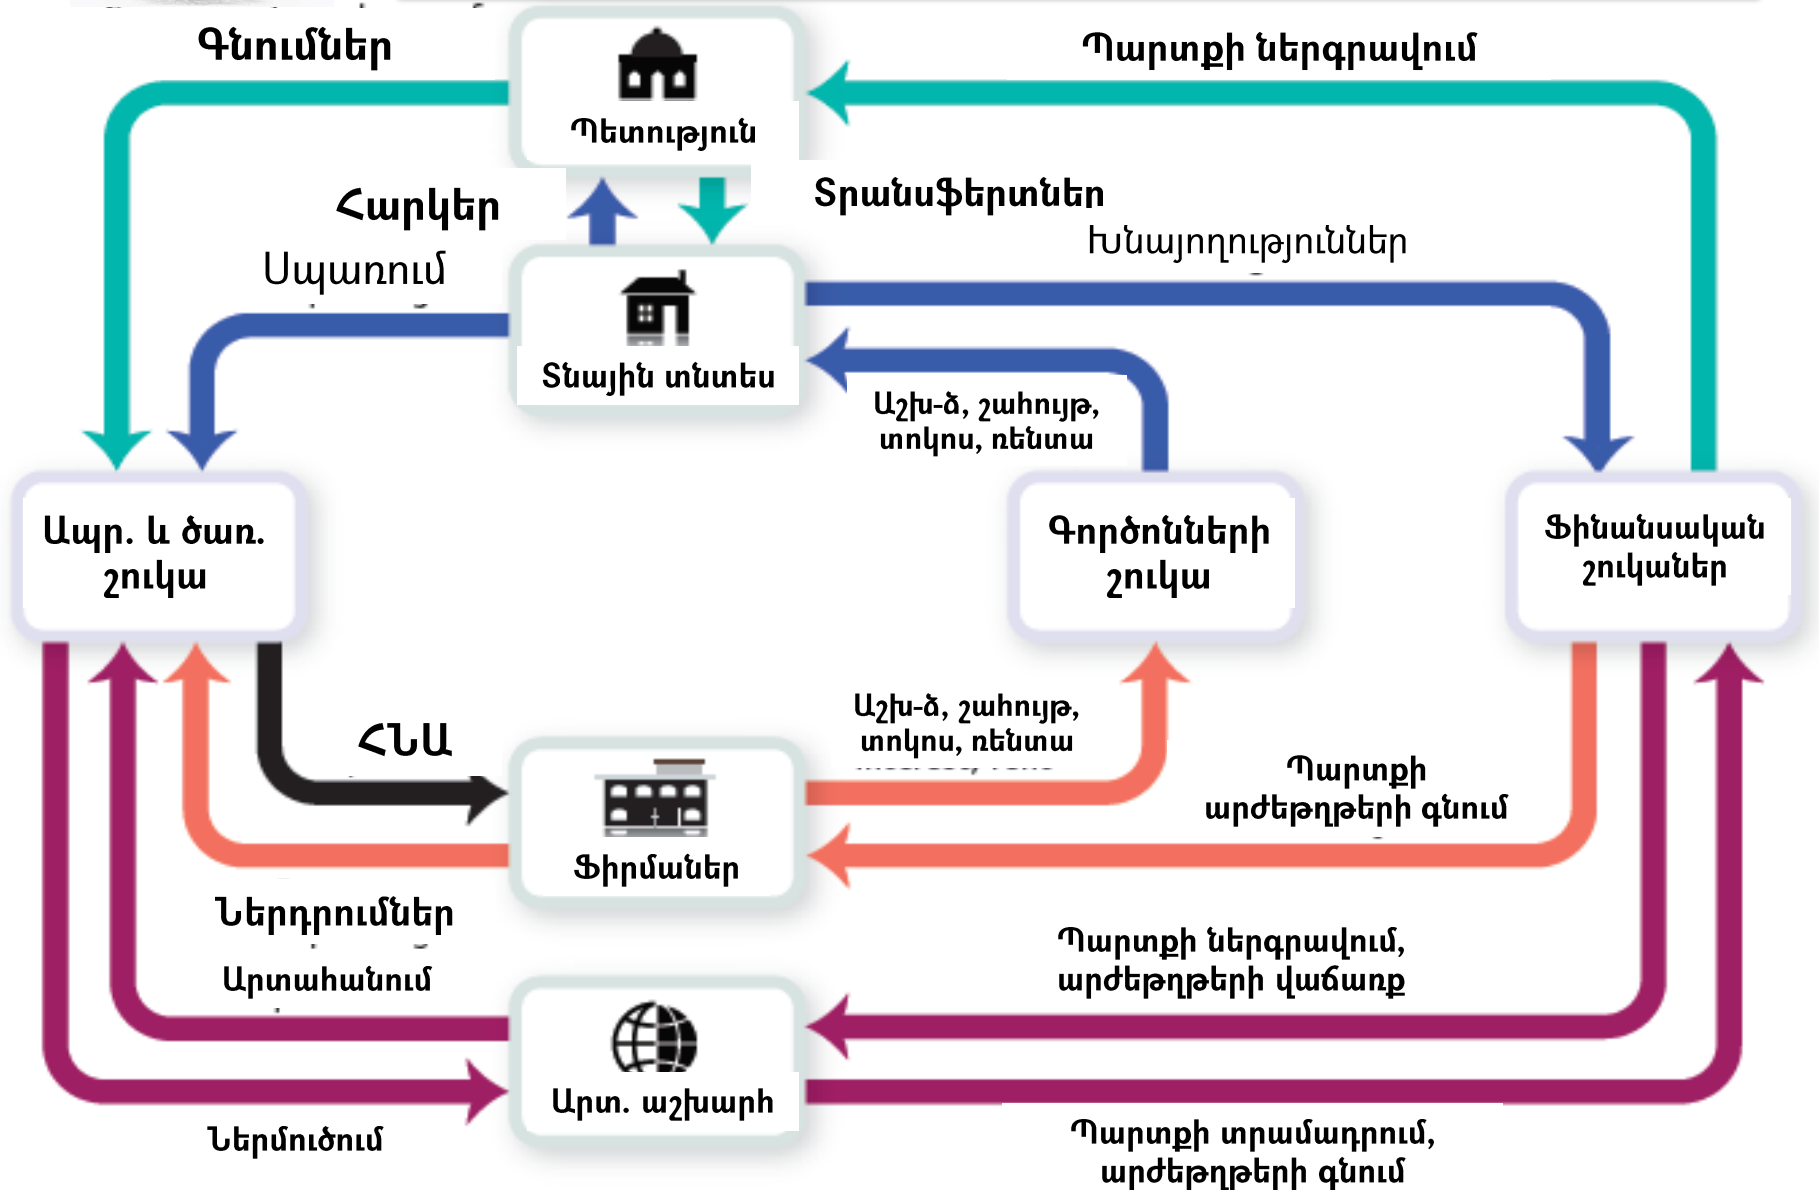 Գնումներ
Պարտքի ներգրավում
Պետություն
Հարկեր
Տրանսֆերտներ
Խնայողություններ
Սպառում
Տնային տնտես
Աշխ-ձ, շահույթ,
տոկոս, ռենտա
Ապր. և ծառ.
շուկա
Գործոնների
շուկա
Ֆինանսական
շուկաներ
ՀՆԱ
Աշխ-ձ, շահույթ,
տոկոս, ռենտա
Պարտքի
արժեթղթերի գնում
Ֆիրմաներ
Ներդրումներ
Արտահանում
Պարտքի ներգրավում,
արժեթղթերի վաճառք
Արտ. աշխարհ
Ներմուծում
Պարտքի տրամադրում,
արժեթղթերի գնում